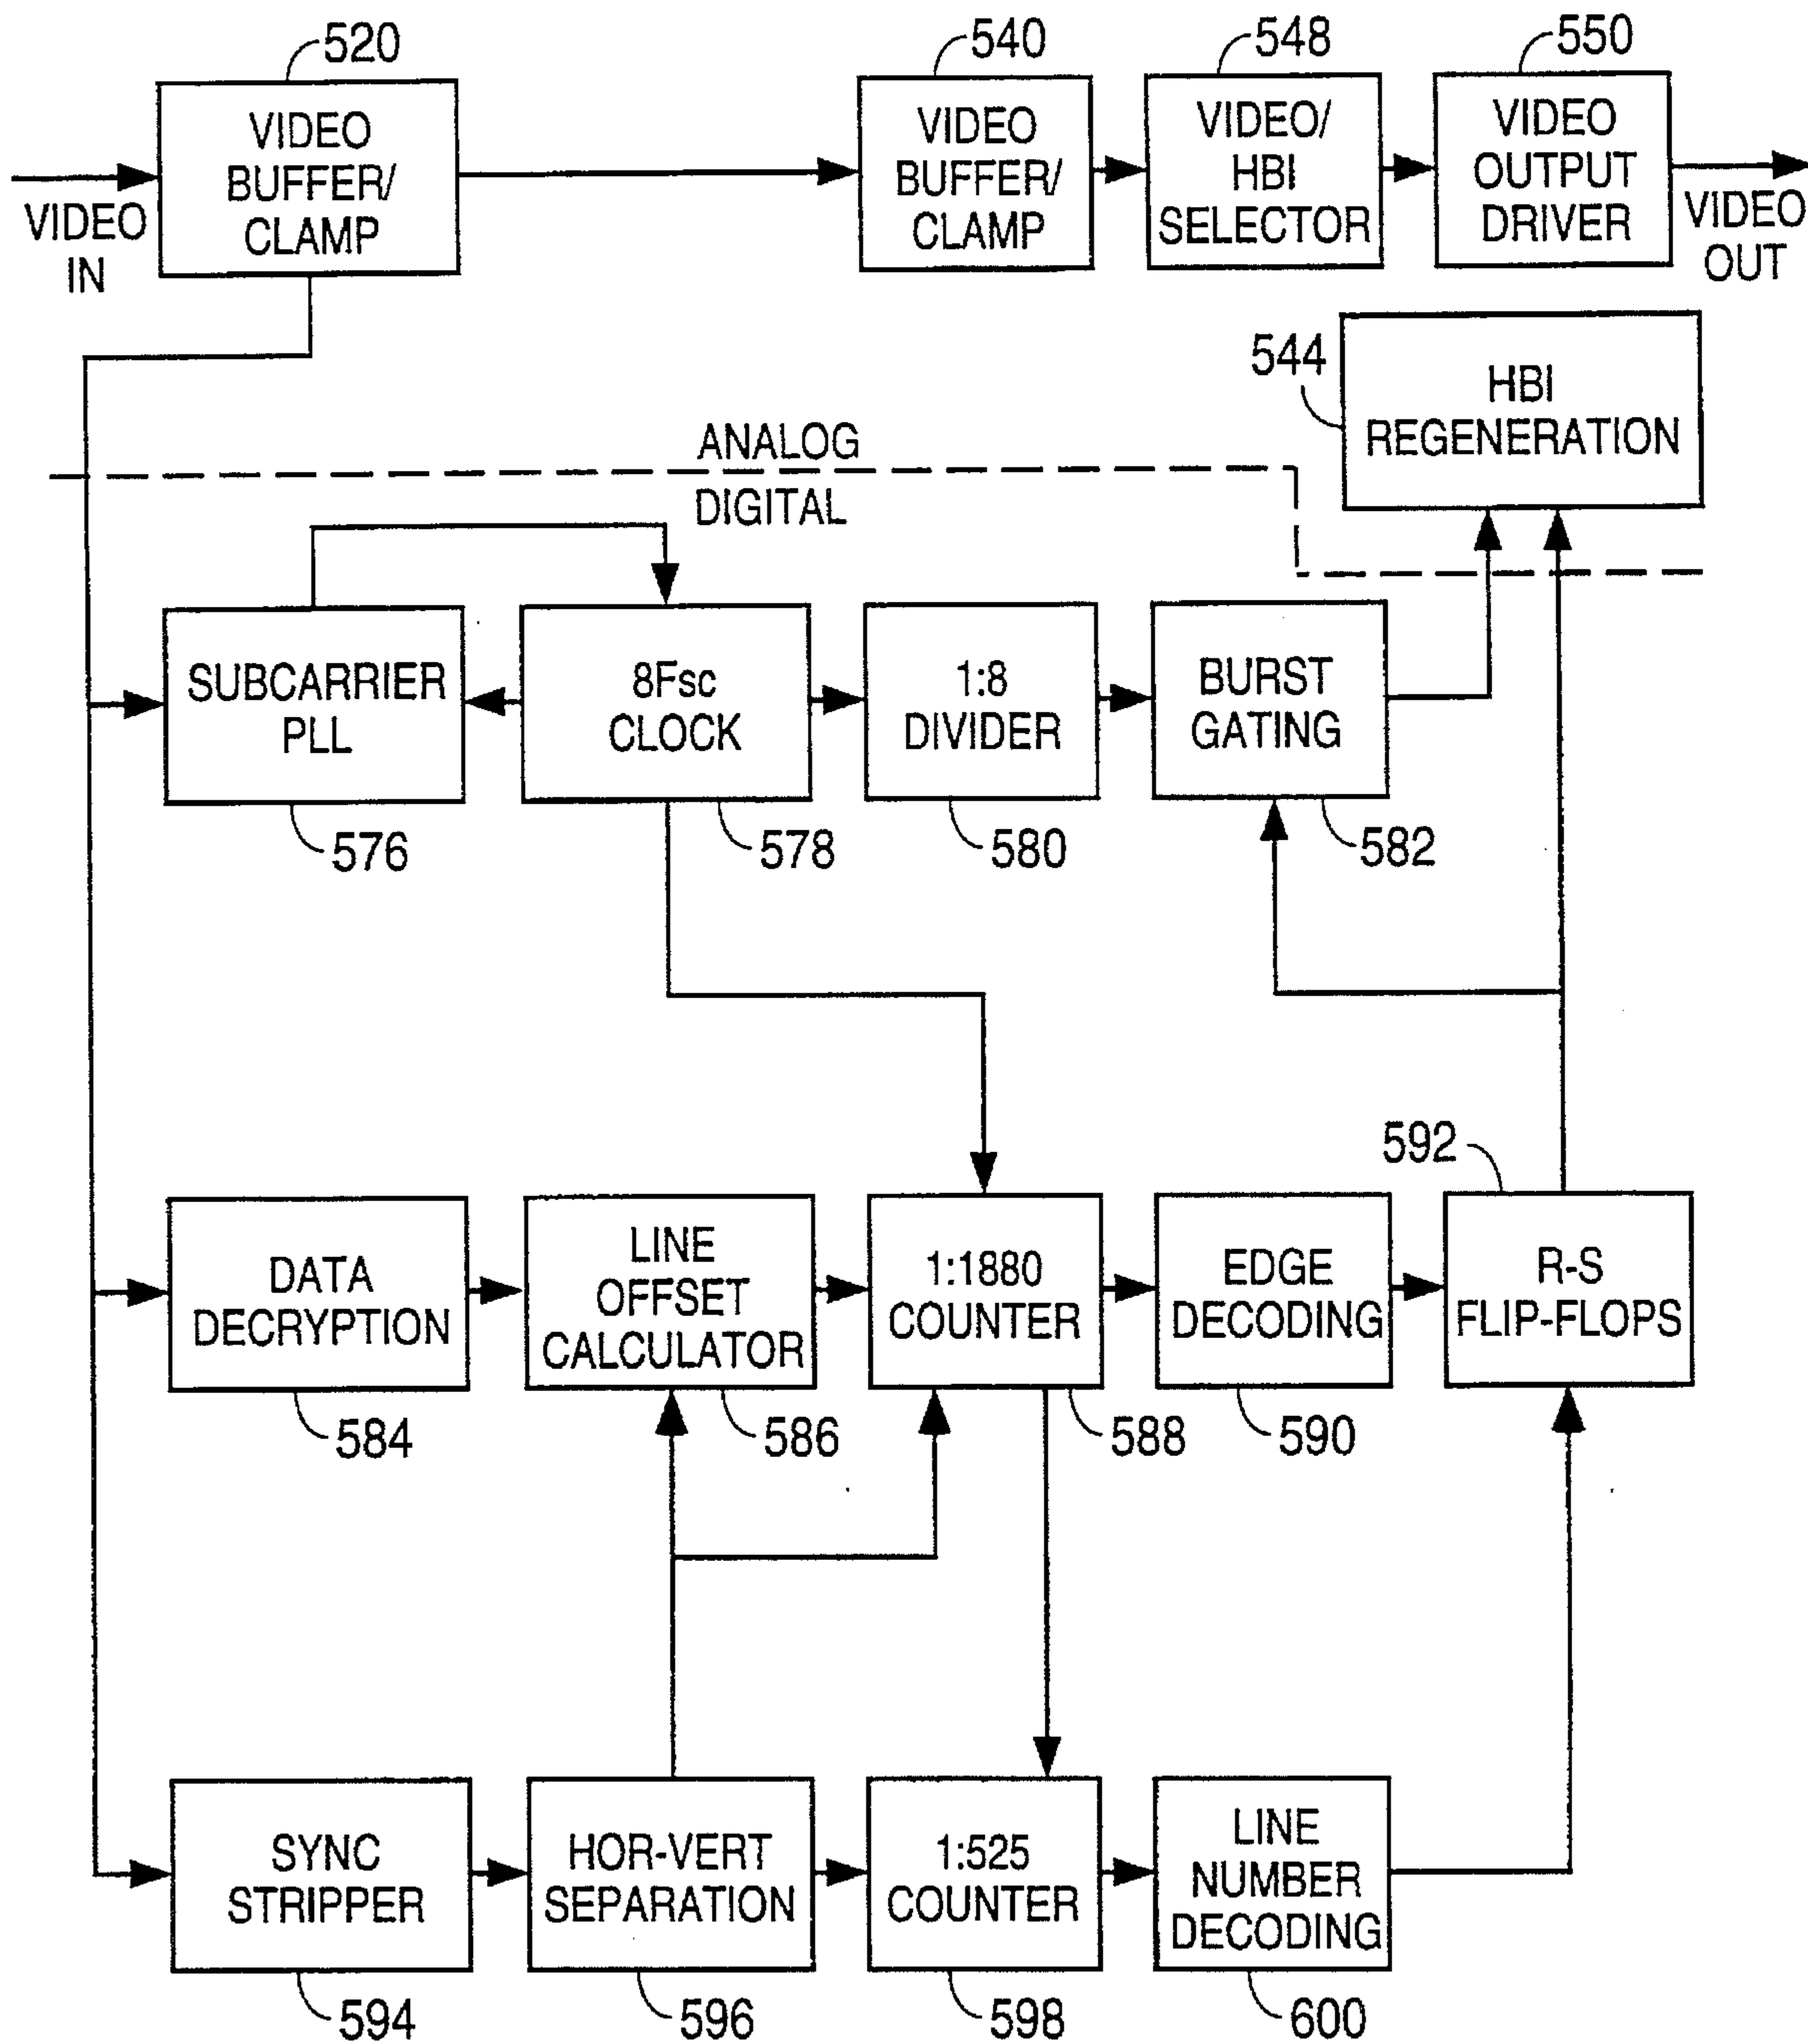 520
540
548
550
VIDEO
BUFFER/
CLAMP
VIDEO
BUFFER/
CLAMP
VIDEO/
HBI
SELECTOR
VIDEO
OUTPUT
DRIVER
VIDEO
IN
VIDEO
OUT
544
HBI
REGENERATION
ANALOG
DIGITAL
SUBCARRIER
PLL
8Fsc
CLOCK
1:8
DIVIDER
BURST
GATING
576
578
580
582
592
DATA
DECRYPTION
LINE
OFFSET
CALCULATOR
1:1880
COUNTER
EDGE
DECODING
R-S
FLIP-FLOPS
584
586
588
590
SYNC
STRIPPER
HOR-VERT
SEPARATION
1:525
COUNTER
LINE
NUMBER
DECODING
594
596
598
600